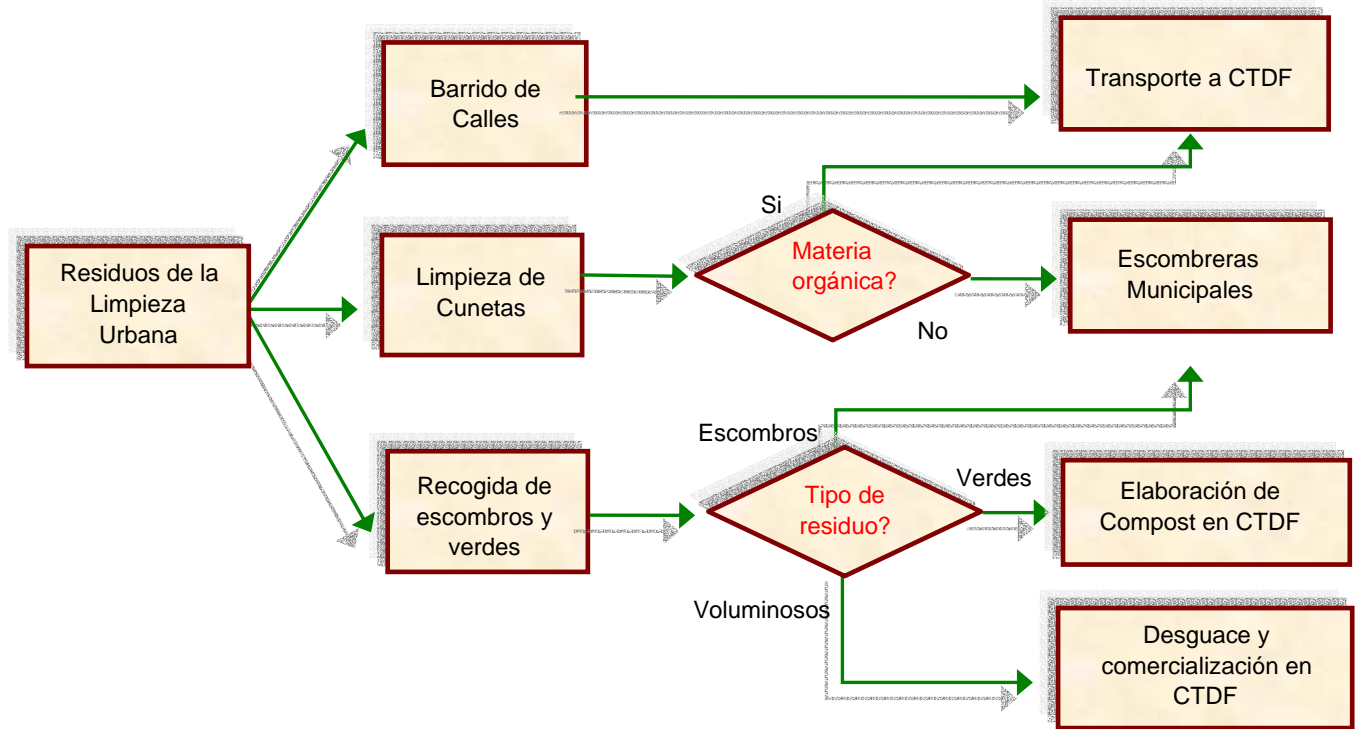 Barrido de
Calles
Transporte a CTDF
Si
Residuos de la
Limpieza
Urbana
Limpieza de
Cunetas
Materia
orgánica?
No
Escombreras
Municipales
Recogida de
escombros y
verdes
Escombros
Tipo de
residuo?
Verdes
Voluminosos
Elaboración de
Compost en CTDF
Desguace y
comercialización en
CTDF